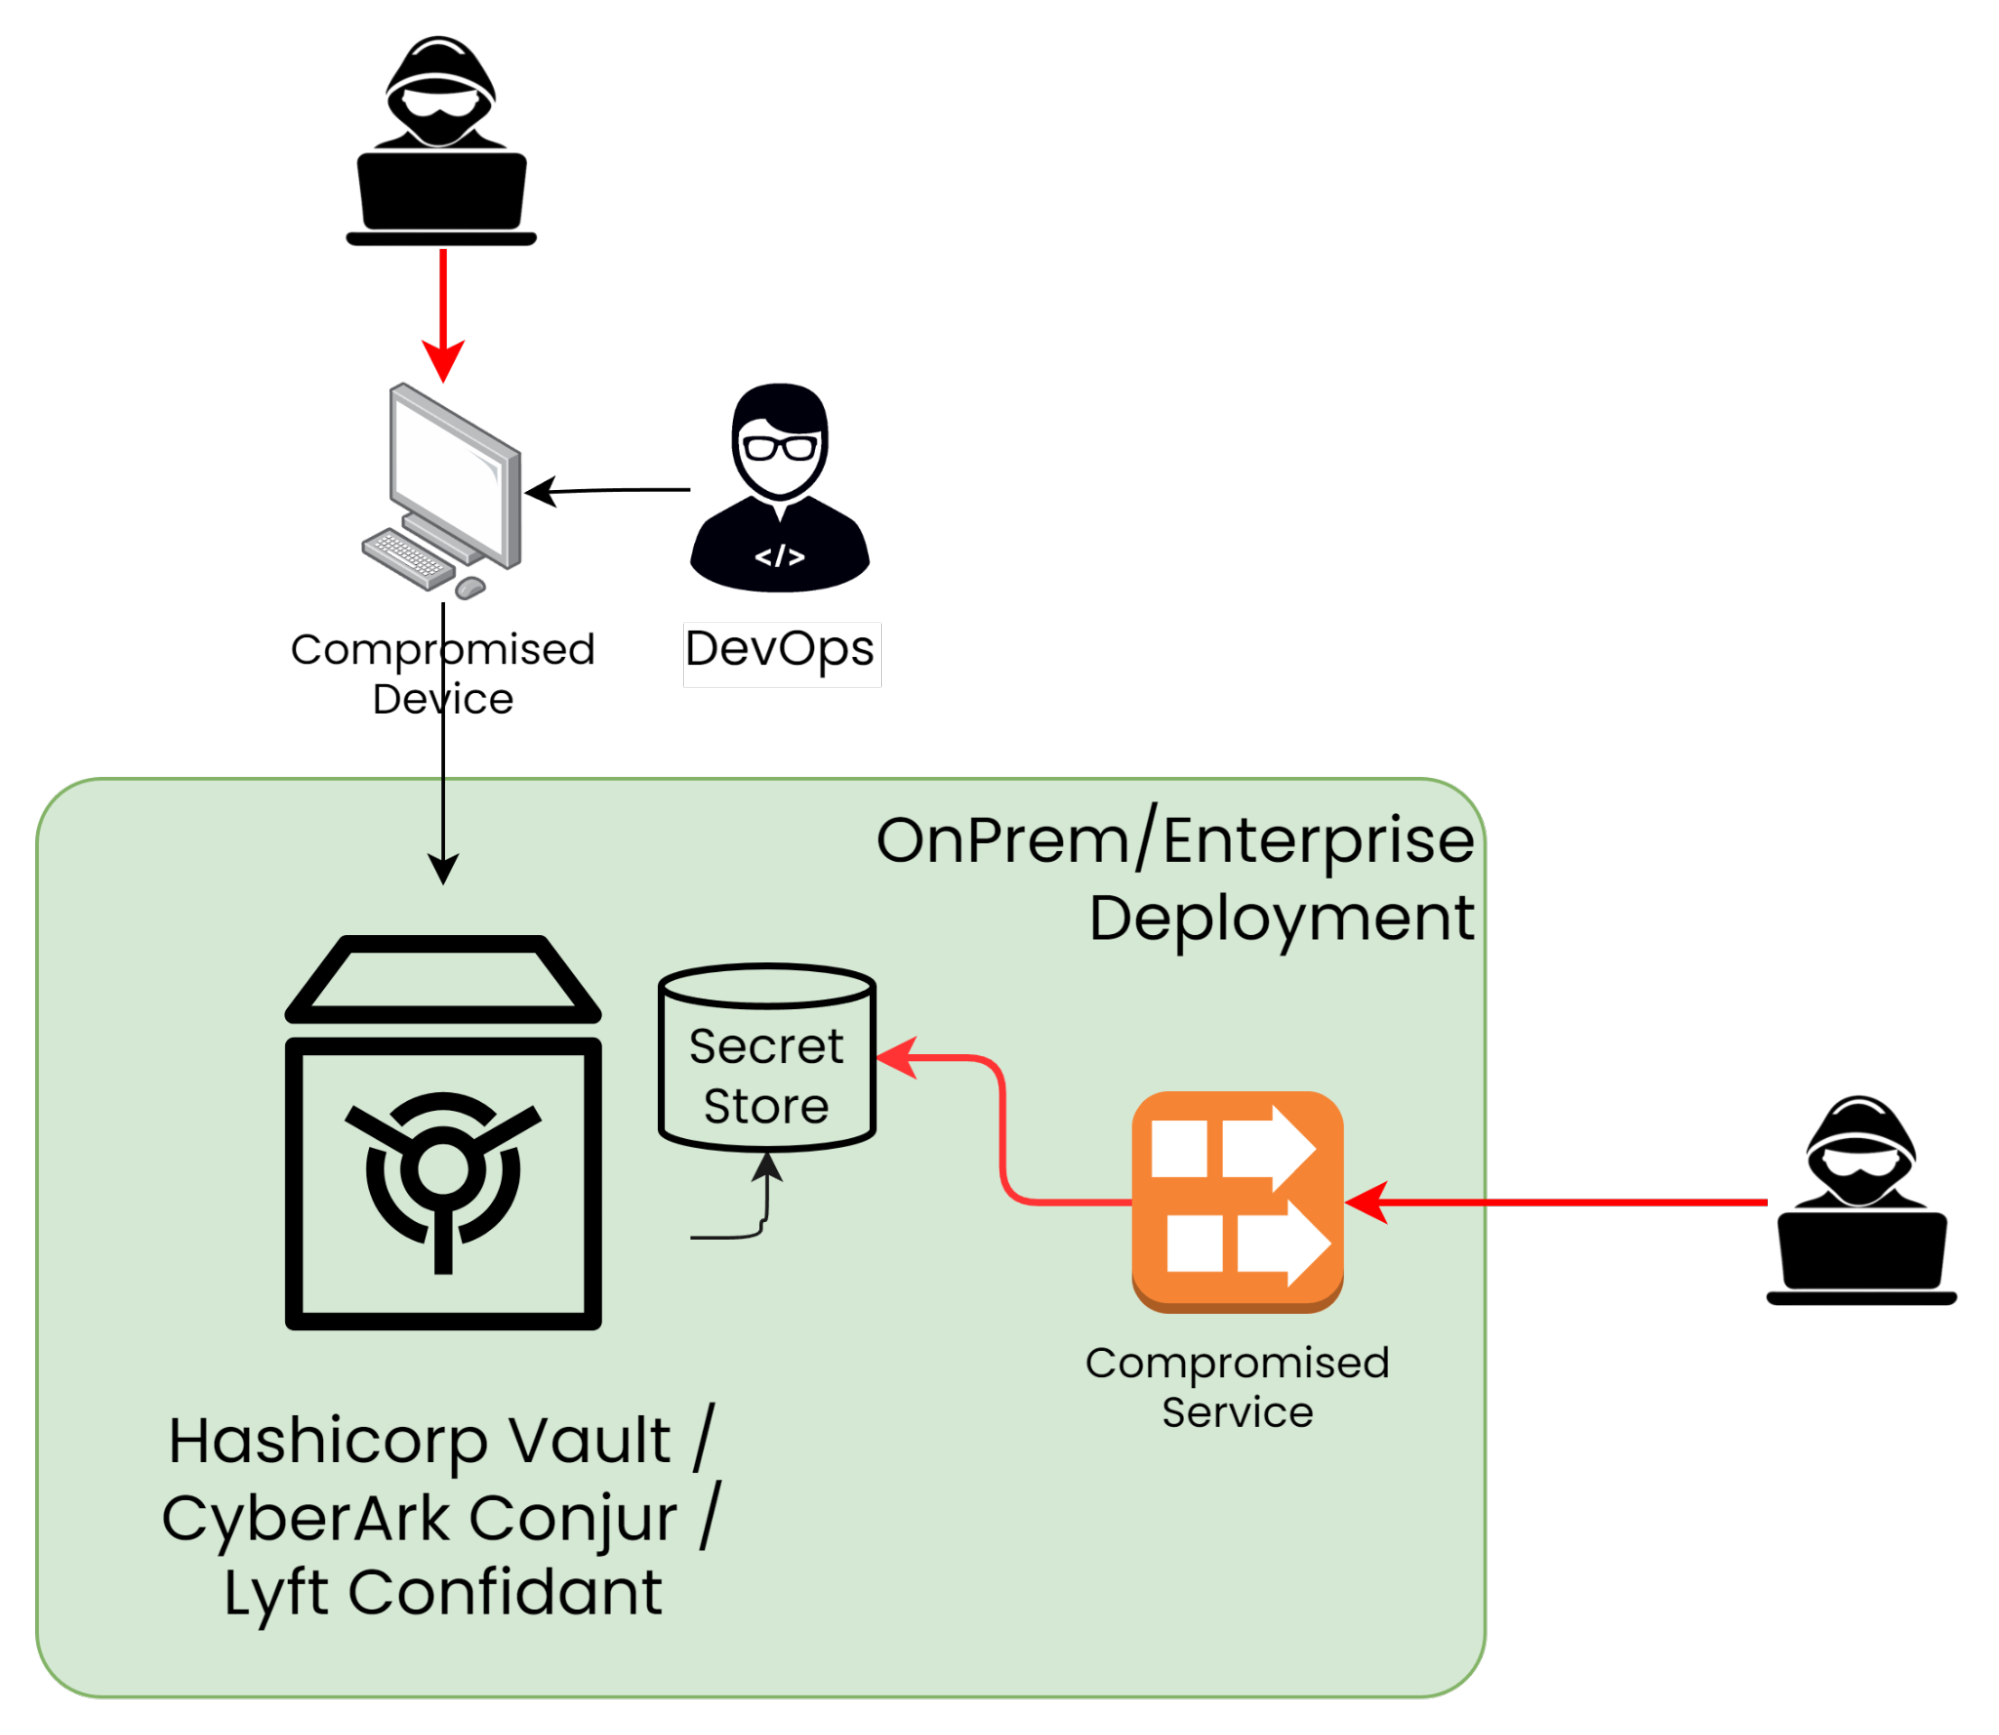 </>
Compromised
Device
DevOps
OnPrem/Enterprise
Deployment
Secret
Store
Compromised
Service
Hashicorp Vault /
CyberArk Conjur /
Lyft Confidant